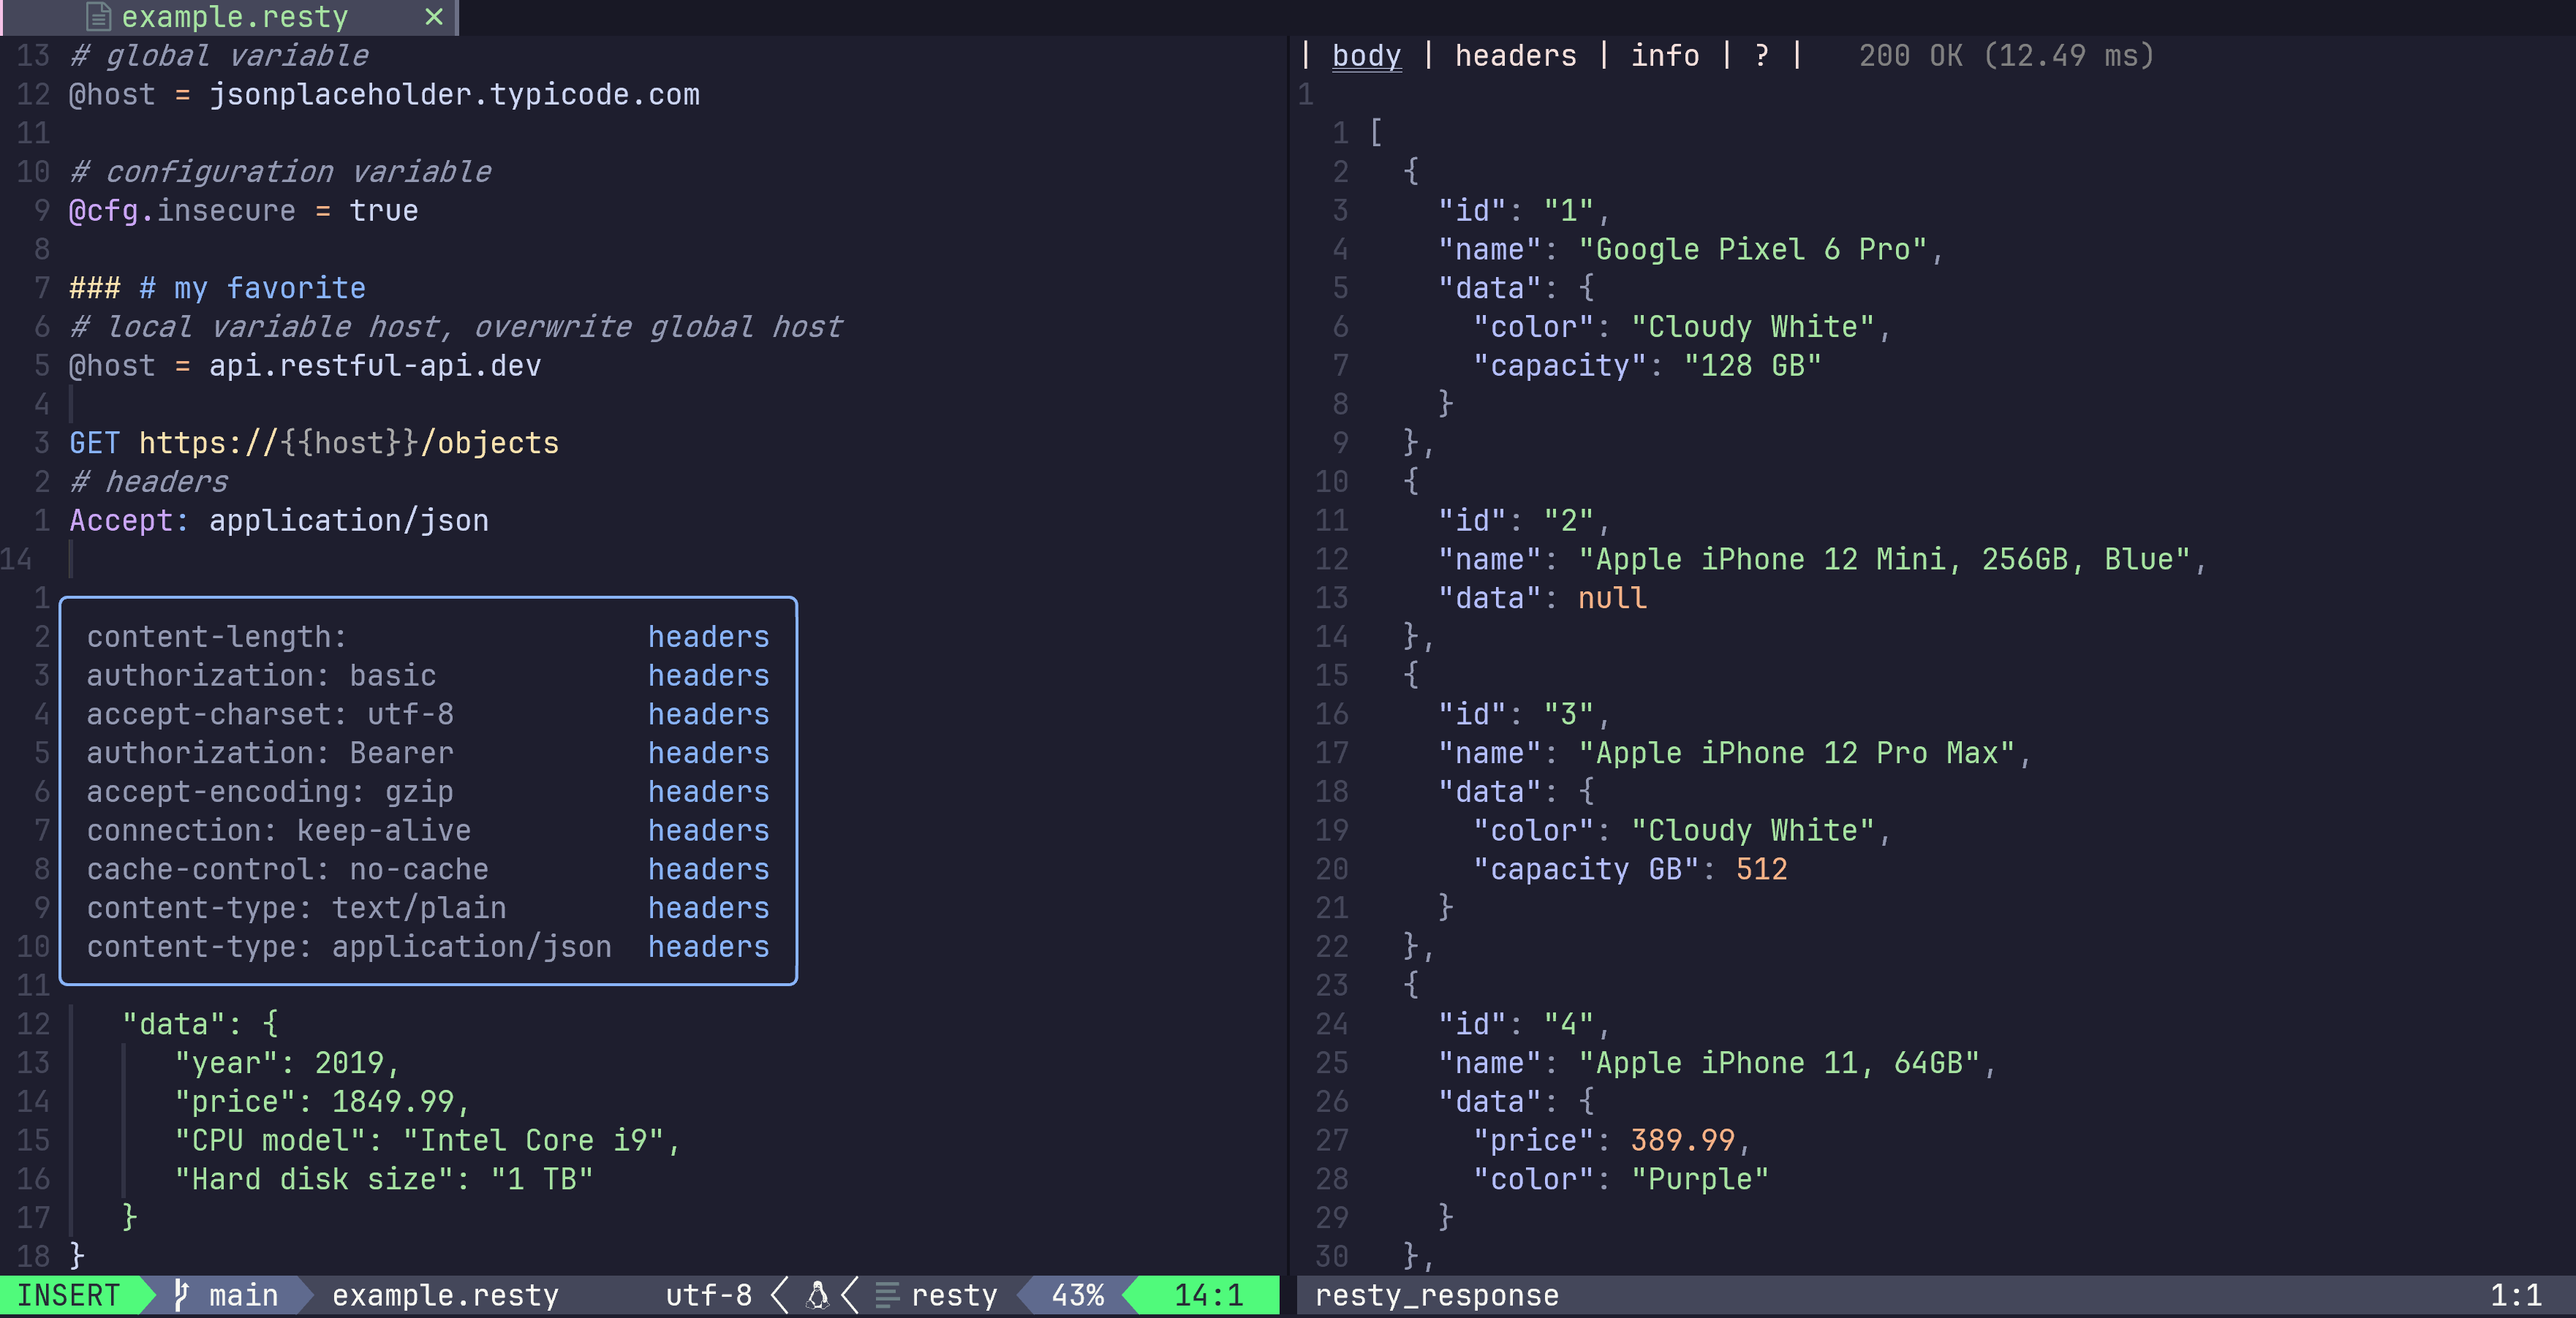 example.resty ✕
13 # global variable
12 @host = jsonplaceholder.typicode.com
11
10 # configuration variable
9 @cfg.insecure = true
8
7 ### # my favorite
6 # local variable host, overwrite global host
5 @host = api.restful-api.dev
4
3 GET https://{{host}}/objects
2 # headers
1 Accept: application/json
14
1
2 content-length: headers
3 authorization: basic headers
4 accept-charset: utf-8 headers
5 authorization: Bearer headers
6 accept-encoding: gzip headers
7 connection: keep-alive headers
8 cache-control: no-cache headers
9 content-type: text/plain headers
10 content-type: application/json headers
11
12 "data": {
13 "year": 2019,
14 "price": 1849.99,
15 "CPU model": "Intel Core i9",
16 "Hard disk size": "1 TB"
17 }
18 }
INSERT main example.resty utf-8 resty 43% 14:1
| body | headers | info | ? | 200 OK (12.49 ms)
1
1 [
2 {
3 "id": "1",
4 "name": "Google Pixel 6 Pro",
5 "data": {
6 "color": "Cloudy White",
7 "capacity": "128 GB"
8 }
9 },
10 {
11 "id": "2",
12 "name": "Apple iPhone 12 Mini, 256GB, Blue",
13 "data": null
14 },
15 {
16 "id": "3",
17 "name": "Apple iPhone 12 Pro Max",
18 "data": {
19 "color": "Cloudy White",
20 "capacity GB": 512
21 }
22 },
23 {
24 "id": "4",
25 "name": "Apple iPhone 11, 64GB",
26 "data": {
27 "price": 389.99,
28 "color": "Purple"
29 }
30 },
resty_response 1:1